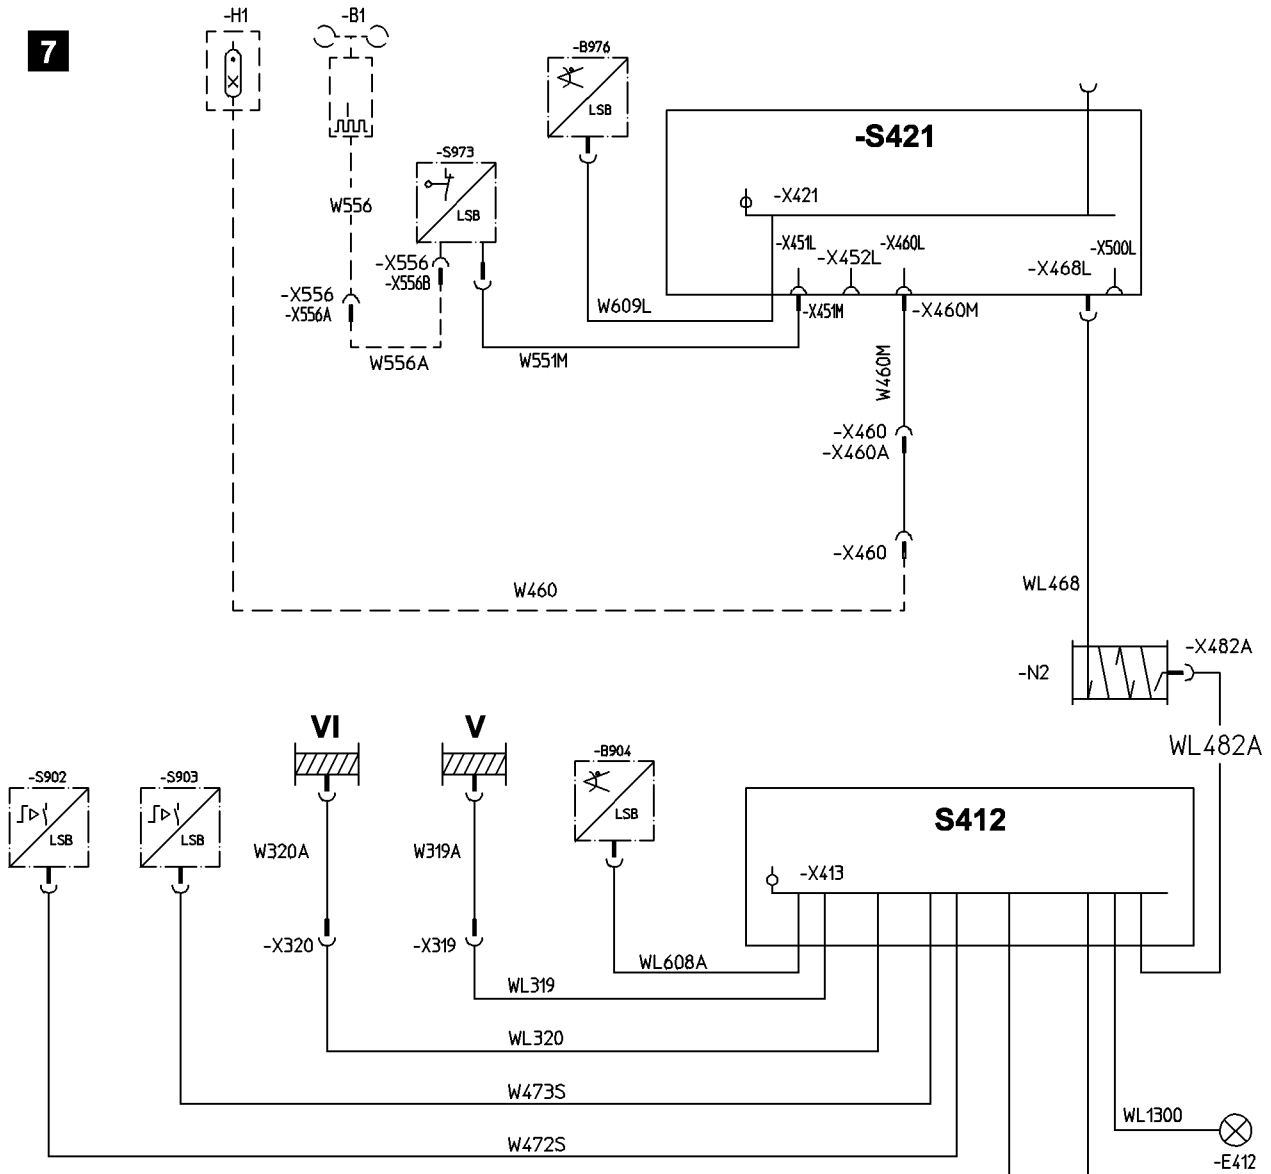 7
-H1
-B1
-B976
LSB
-S421
-S973
LSB
-X421
W556
-X451L
-X452L
-X460L
-X468L
-X500L
-X556
-X556B
-X556
-X556A
W609L
-X451M
-X460M
W556A
W551M
W460M
-X460
-X460A
-X460
W460
WL468
-N2
-X482A
WL482A
VI
V
-B904
LSB
-S902
LSB
-S903
LSB
S412
W320A
W319A
-X413
-X320
-X319
WL608A
WL319
WL320
W473S
W472S
WL1300
-E412